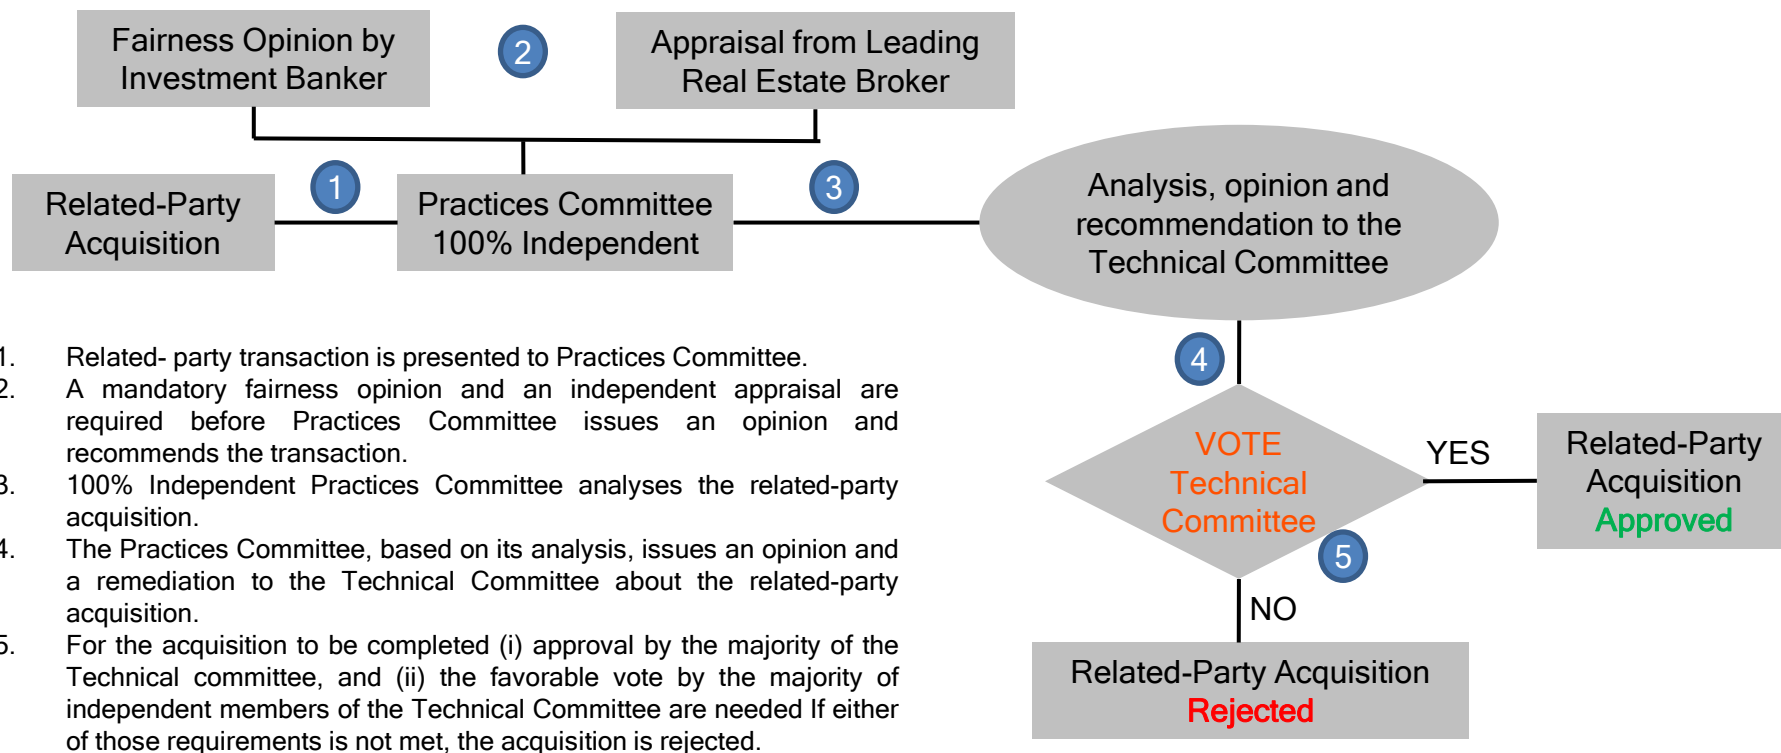 Fairness Opinion by
Investment Banker
2
Appraisal from Leading
Real Estate Broker
Related-Party
Acquisition
1
Practices Committee
100% Independent
3
Analysis, opinion and
recommendation to the
Technical Committee
4
VOTE
Technical
Committee
YES
Related-Party
Acquisition
Approved
5
NO
Related-Party Acquisition
Rejected
1. Related- party transaction is presented to Practices Committee.
2. A mandatory fairness opinion and an independent appraisal are
required before Practices Committee issues an opinion and
recommends the transaction.
3. 100% Independent Practices Committee analyses the related-party
acquisition.
4. The Practices Committee, based on its analysis, issues an opinion and
a remediation to the Technical Committee about the related-party
acquisition.
5. For the acquisition to be completed (i) approval by the majority of the
Technical committee, and (ii) the favorable vote by the majority of
independent members of the Technical Committee are needed If either
of those requirements is not met, the acquisition is rejected.